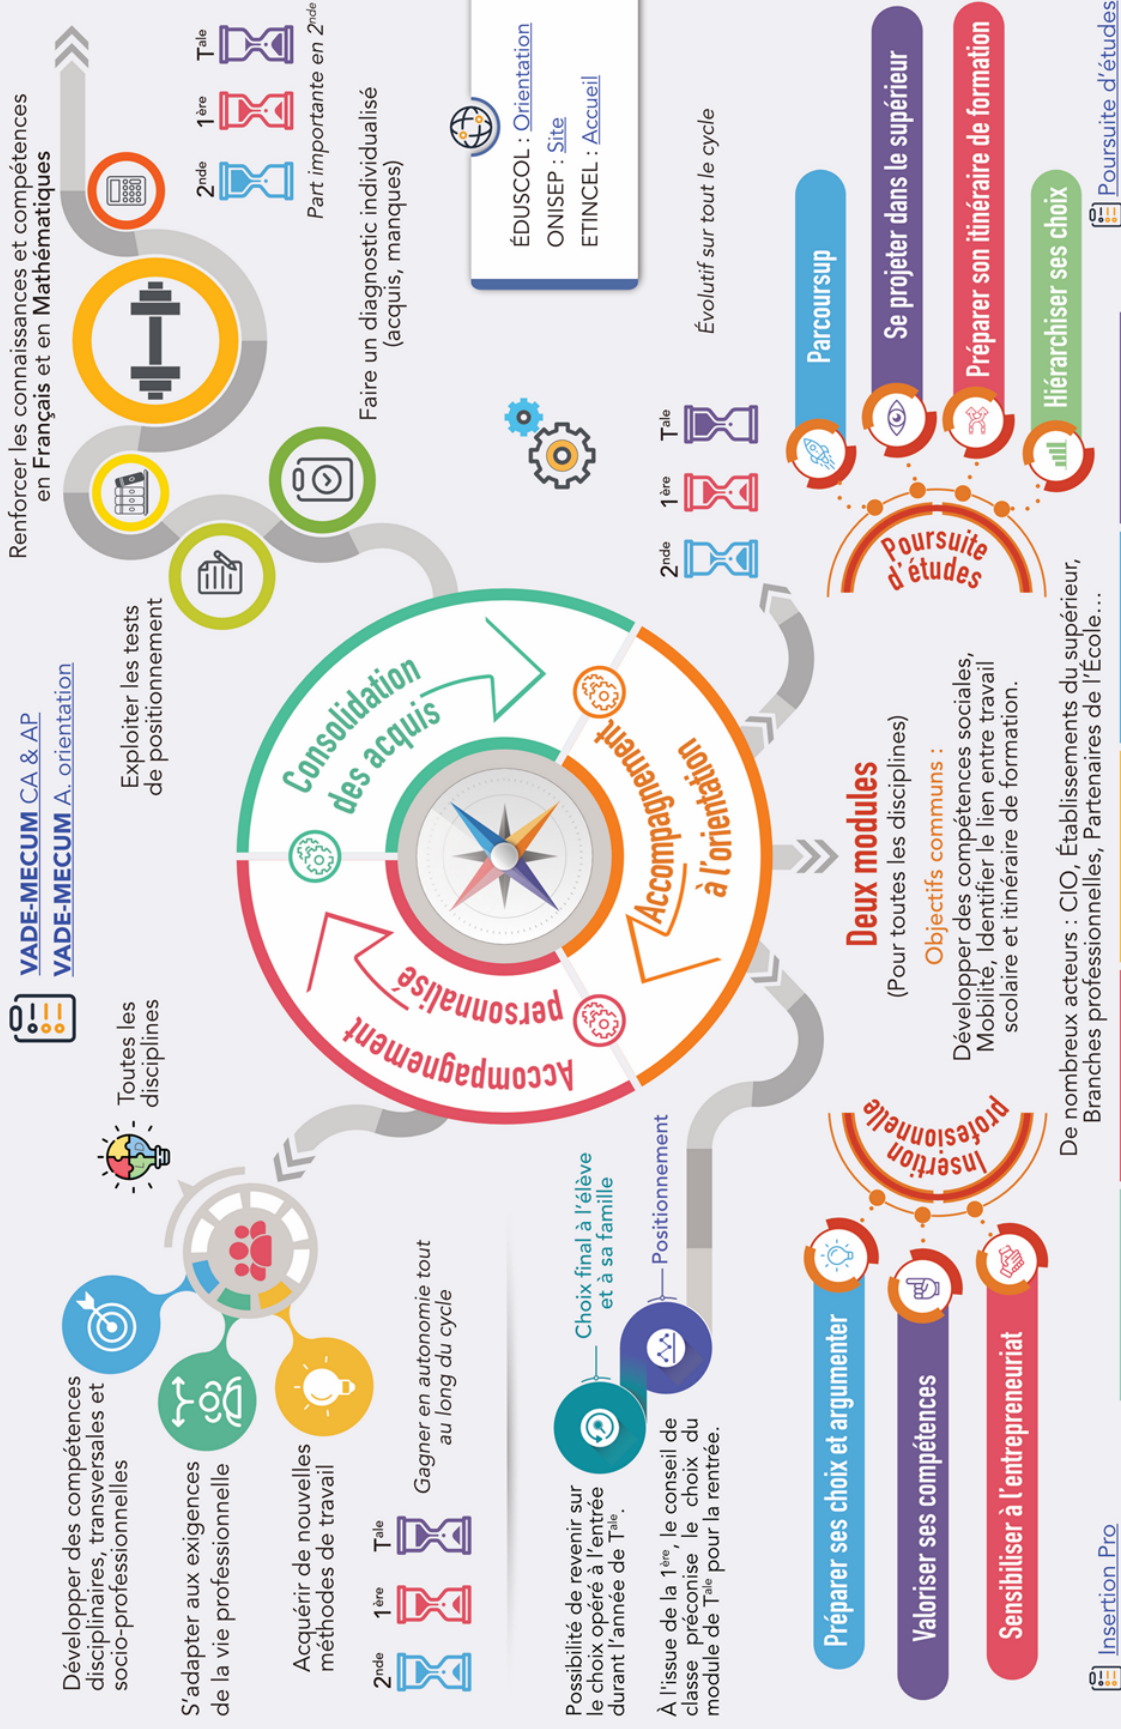 VADE-MECUM CA & AP
VADE-MECUM A. orientation
Toutes les
disciplines
Développer des compétences
disciplinaires, transversales et
socio-professionnelles
S'adapter aux exigences
de la vie professionnelle
Acquérir de nouvelles
méthodes de travail
2nde
1ère
Tale
Gagner en autonomie tout
au long du cycle
Renforcer les connaissances et compétences
en Français et en Mathématiques
Exploiter les tests
de positionnement
Faire un diagnostic individualisé
(acquis, manques)
2nde
1ère
Tale
Part importante en 2nde
Consolidation
des acquis
Accompagnement
personnalisé
Accompagnement
à l'orientation
ÉDUSCOL : Orientation
ONISEP : Site
ETINCEL : Accueil
2nde
1ère
Tale
Évolutif sur tout le cycle
Possibilité de revenir sur
le choix opéré à l'entrée
durant l'année de Tale.
Choix final à l'élève
et à sa famille
Positionnement
À l'issue de la 1ère, le conseil de
classe préconise le choix du
module de Tale pour la rentrée.
Deux modules
(Pour toutes les disciplines)
Objectifs communs :
Développer des compétences sociales,
Mobilité, Identifier le lien entre travail
scolaire et itinéraire de formation.
Insertion
professionnelle
Préparer ses choix et argumenter
Valoriser ses compétences
Sensibiliser à l'entrepreneuriat
Poursuite
d'études
Parcoursup
Se projeter dans le supérieur
Préparer son itinéraire de formation
Hiérarchiser ses choix
De nombreux acteurs : CIO, Établissements du supérieur,
Branches professionnelles, Partenaires de l'École…
Insertion Pro
Poursuite d'études